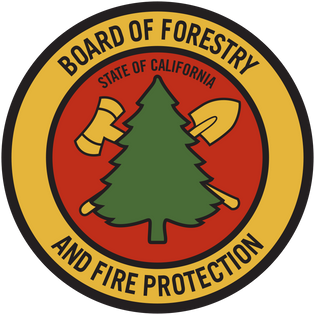 BOARD OF FORESTRY
STATE OF CALIFORNIA
AND FIRE PROTECTION